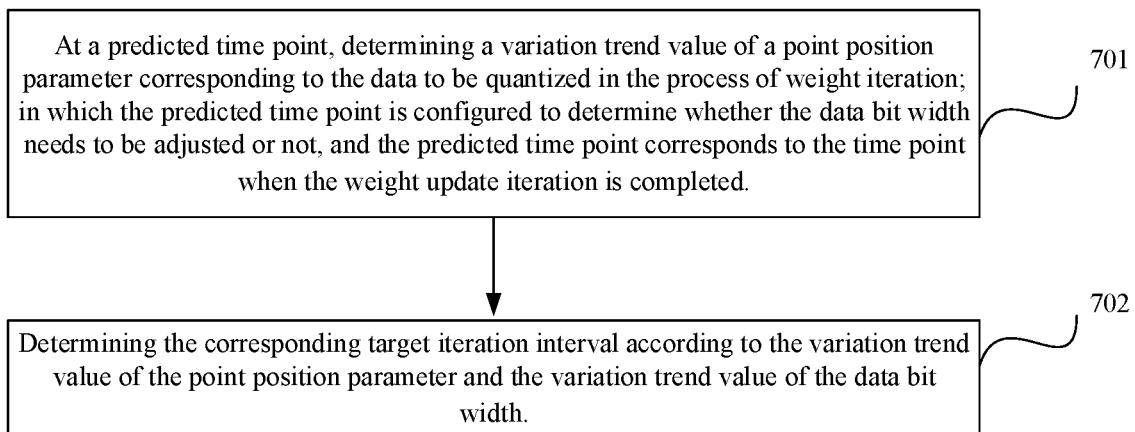 At a predicted time point, determining a variation trend value of a point position
parameter corresponding to the data to be quantized in the process of weight iteration;
in which the predicted time point is configured to determine whether the data bit width
needs to be adjusted or not, and the predicted time point corresponds to the time point
when the weight update iteration is completed.
701
Determining the corresponding target iteration interval according to the variation trend
value of the point position parameter and the variation trend value of the data bit
width.
702